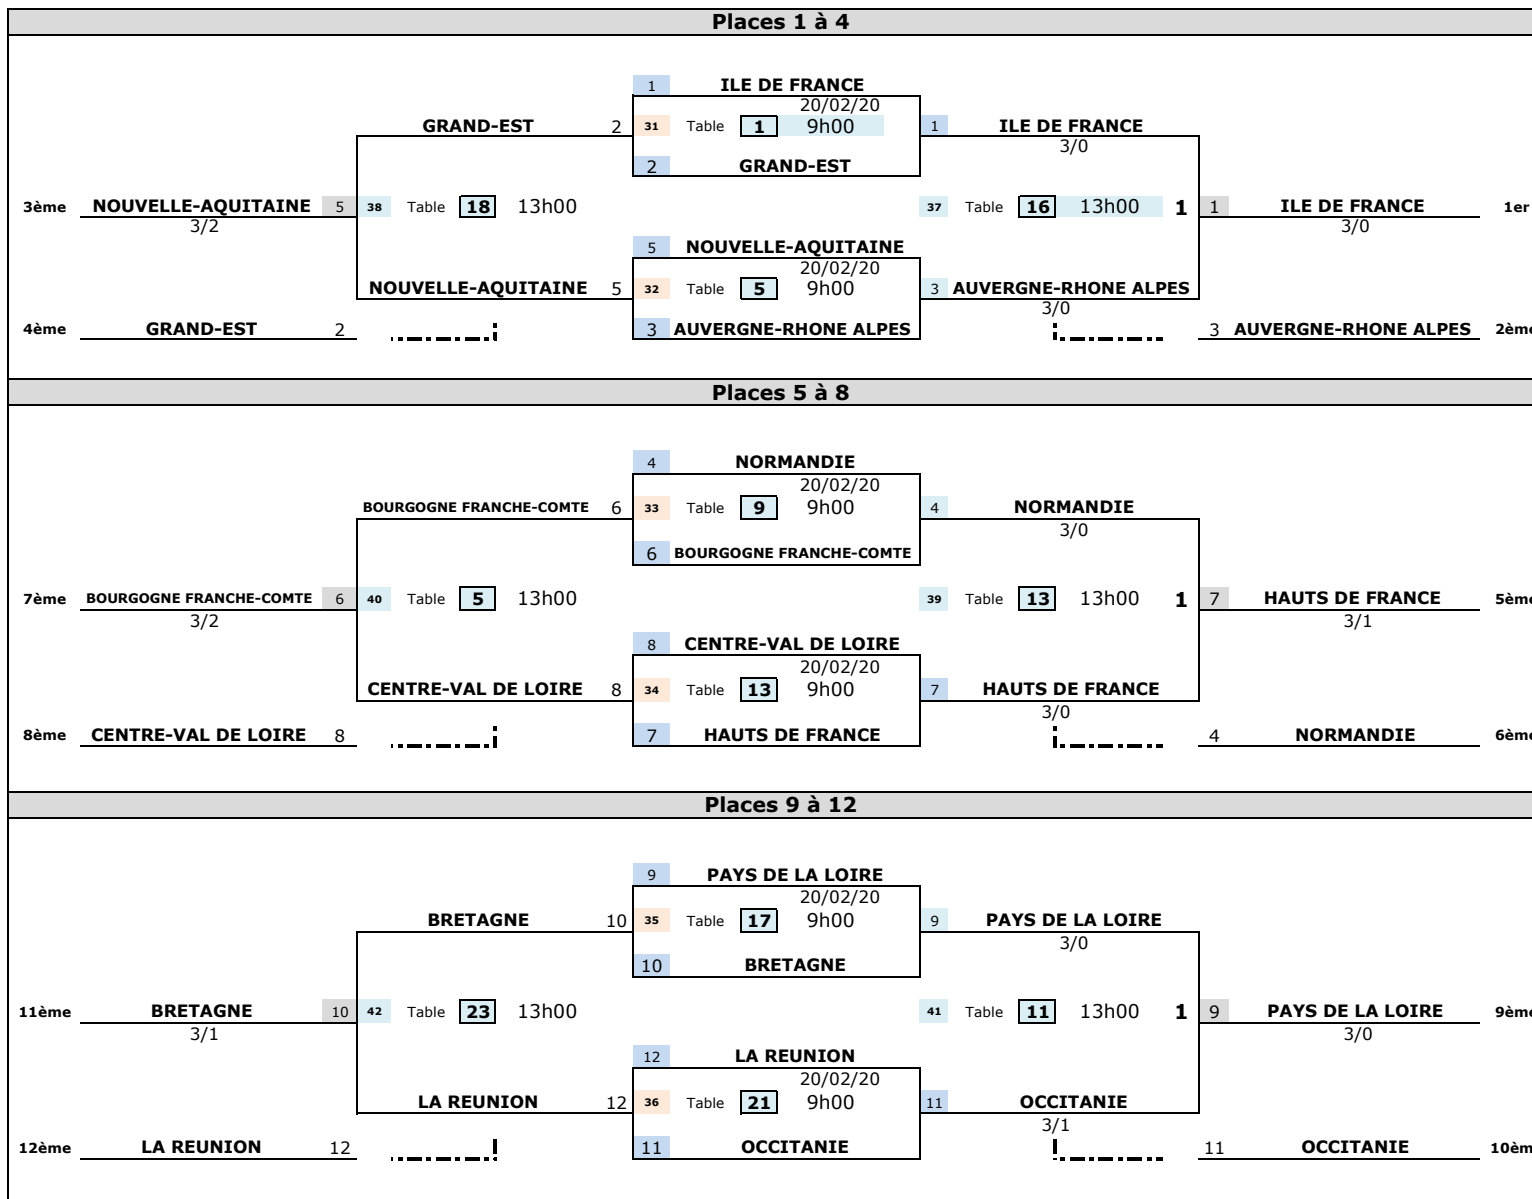 Places 1 à 4
1 ILE DE FRANCE
20/02/20
GRAND-EST 2 31 Table 1 9h00 1 ILE DE FRANCE
3/0
2 GRAND-EST
3ème NOUVELLE-AQUITAINE 5 38 Table 18 13h00 37 Table 16 13h00 1 1 ILE DE FRANCE 1er
3/2 3/0
5 NOUVELLE-AQUITAINE
20/02/20
NOUVELLE-AQUITAINE 5 32 Table 5 9h00 3 AUVERGNE-RHONE ALPES
3/0
4ème GRAND-EST 2 3 AUVERGNE-RHONE ALPES 3 AUVERGNE-RHONE ALPES 2ème
Places 5 à 8
4 NORMANDIE
20/02/20
BOURGOGNE FRANCHE-COMTE 6 33 Table 9 9h00 4 NORMANDIE
3/0
6 BOURGOGNE FRANCHE-COMTE
7ème BOURGOGNE FRANCHE-COMTE 6 40 Table 5 13h00 39 Table 13 13h00 1 7 HAUTS DE FRANCE 5ème
3/2 3/1
8 CENTRE-VAL DE LOIRE
20/02/20
CENTRE-VAL DE LOIRE 8 34 Table 13 9h00 7 HAUTS DE FRANCE
3/0
8ème CENTRE-VAL DE LOIRE 8 7 HAUTS DE FRANCE 4 NORMANDIE 6ème
Places 9 à 12
9 PAYS DE LA LOIRE
20/02/20
BRETAGNE 10 35 Table 17 9h00 9 PAYS DE LA LOIRE
3/0
10 BRETAGNE
11ème BRETAGNE 10 42 Table 23 13h00 41 Table 11 13h00 1 9 PAYS DE LA LOIRE 9ème
3/1 3/0
12 LA REUNION
20/02/20
LA REUNION 12 36 Table 21 9h00 11 OCCITANIE
3/1
12ème LA REUNION 12 11 OCCITANIE 11 OCCITANIE 10èm